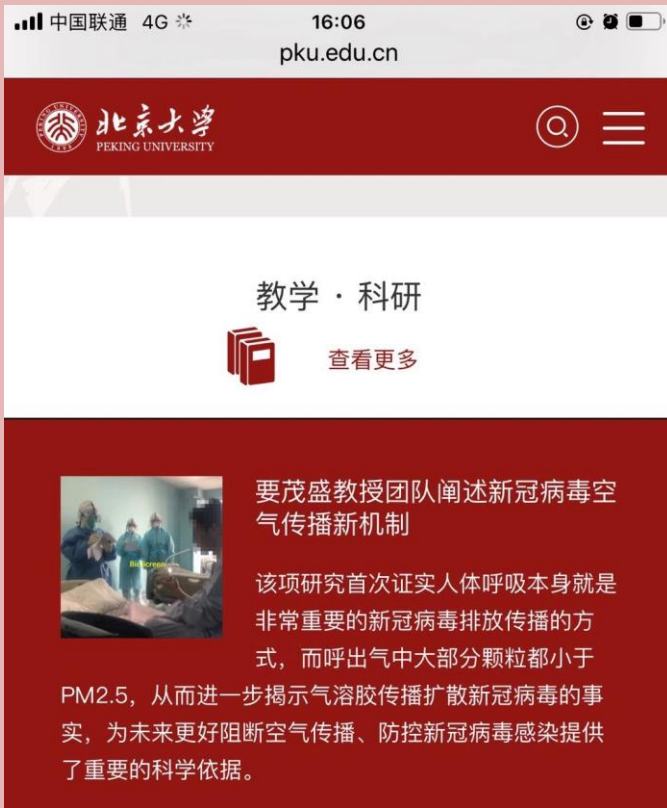 中国联通 4G 16:06
pku.edu.cn
北京大学
PEKING UNIVERSITY
教学 · 科研
查看更多
要茂盛教授团队阐述新冠病毒空
气传播新机制
该项研究首次证实人体呼吸本身就是
非常重要的新冠病毒排放传播的方
式，而呼出气中大部分颗粒都小于
PM2.5，从而进一步揭示气溶胶传播扩散新冠病毒的事
实，为未来更好阻断空气传播、防控新冠病毒感染提供
了重要的科学依据。